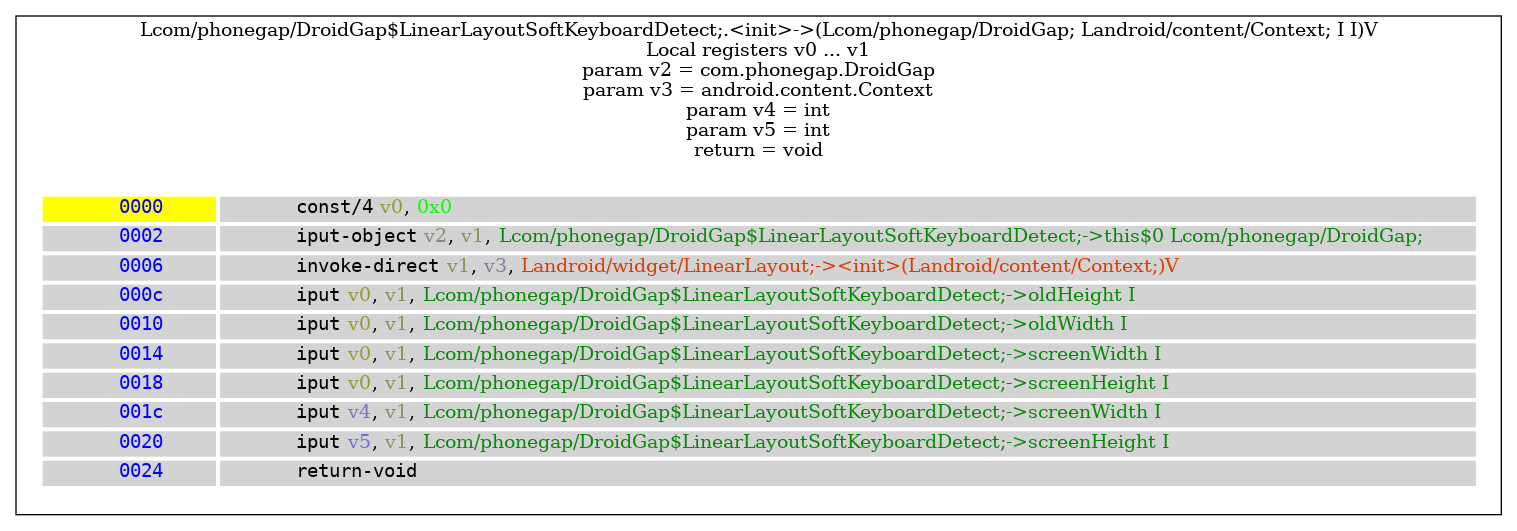 Lcom/phonegap/DroidGap$LinearLayoutSoftKeyboardDetect;.<init>->(Lcom/phonegap/DroidGap; Landroid/content/Context; I I)V
Local registers v0 ... v1
param v2 = com.phonegap.DroidGap
param v3 = android.content.Context
param v4 = int
param v5 = int
return = void
0000 const/4 v0, 0x0
0002 iput-object v2, v1, Lcom/phonegap/DroidGap$LinearLayoutSoftKeyboardDetect;->this$0 Lcom/phonegap/DroidGap;
0006 invoke-direct v1, v3, Landroid/widget/LinearLayout;-><init>(Landroid/content/Context;)V
000c iput v0, v1, Lcom/phonegap/DroidGap$LinearLayoutSoftKeyboardDetect;->oldHeight I
0010 iput v0, v1, Lcom/phonegap/DroidGap$LinearLayoutSoftKeyboardDetect;->oldWidth I
0014 iput v0, v1, Lcom/phonegap/DroidGap$LinearLayoutSoftKeyboardDetect;->screenWidth I
0018 iput v0, v1, Lcom/phonegap/DroidGap$LinearLayoutSoftKeyboardDetect;->screenHeight I
001c iput v4, v1, Lcom/phonegap/DroidGap$LinearLayoutSoftKeyboardDetect;->screenWidth I
0020 iput v5, v1, Lcom/phonegap/DroidGap$LinearLayoutSoftKeyboardDetect;->screenHeight I
0024 return-void